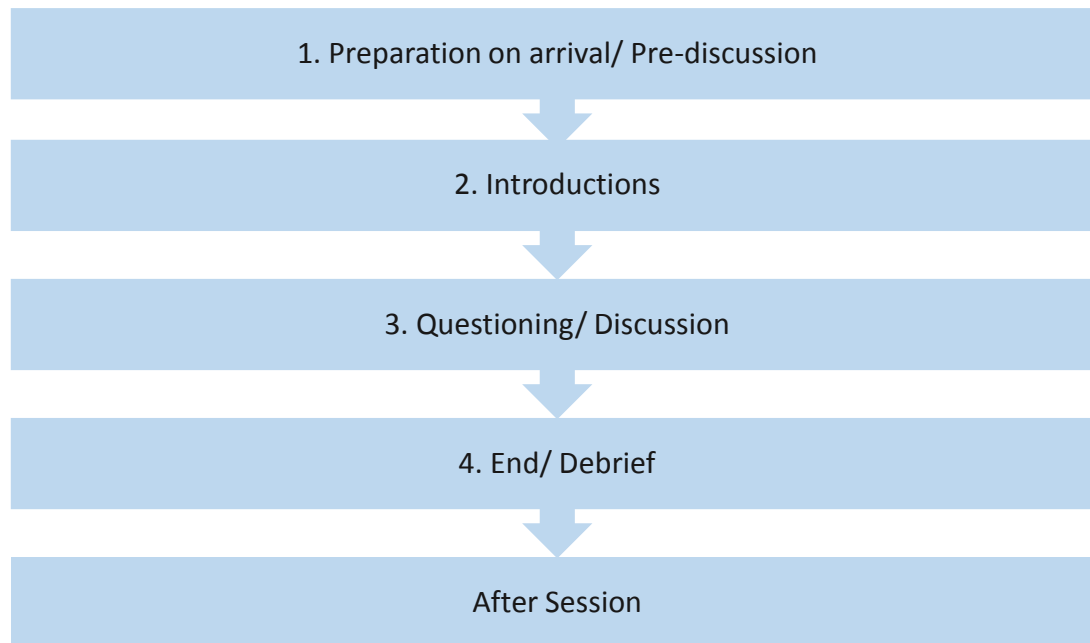 1. Preparation on arrival/ Pre-discussion
2. Introductions
3. Questioning/ Discussion
4. End/ Debrief
After Session